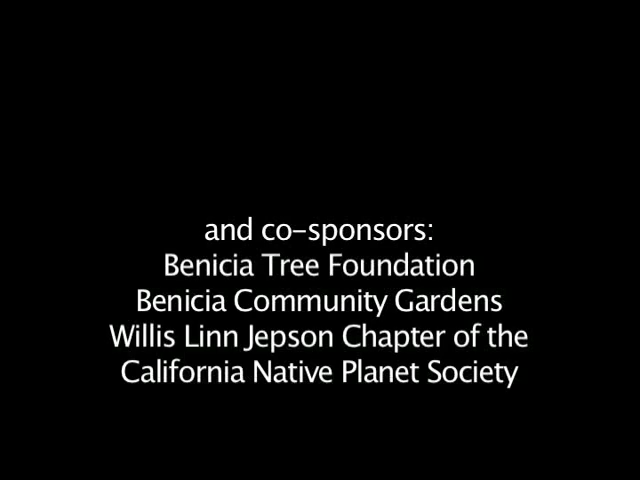 and co-sponsors:
Benicia Tree Foundation
Benicia Community Gardens
Willis Linn Jepson Chapter of the
California Native Planet Society